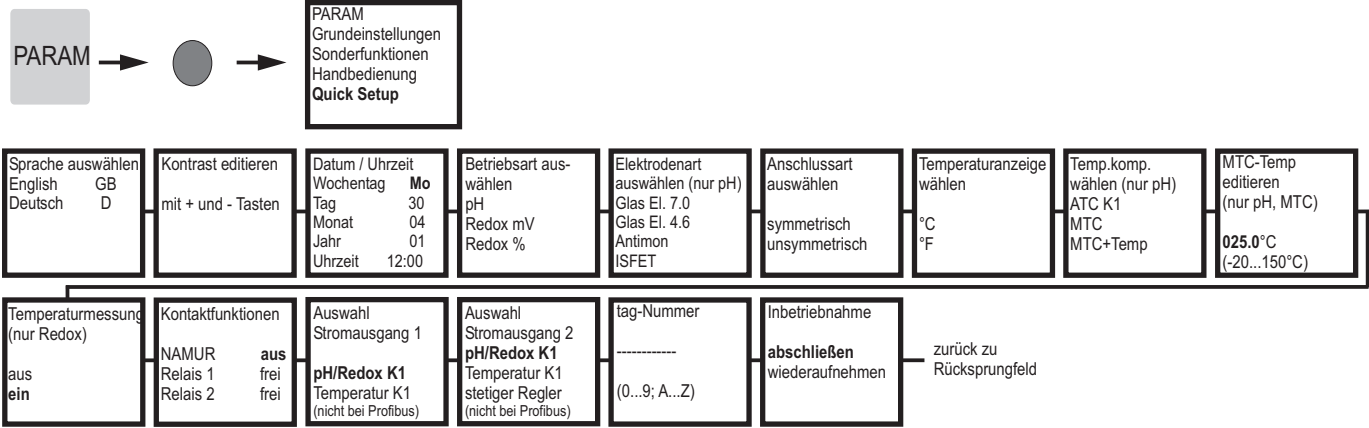 PARAM
PARAM
Grundeinstellungen
Sonderfunktionen
Handbedienung
Quick Setup
Sprache auswählen
English GB
Deutsch D
Kontrast editieren
mit + und - Tasten
Datum / Uhrzeit
Wochentag Mo
Tag 30
Monat 04
Jahr 01
Uhrzeit 12:00
Betriebsart aus-
wählen
pH
Redox mV
Redox %
Elektrodenart
auswählen (nur pH)
Glas El. 7.0
Glas El. 4.6
Antimon
ISFET
Anschlussart
auswählen
symmetrisch
unsymmetrisch
Temperaturanzeige
wählen
°C
°F
Temp.komp.
wählen (nur pH)
ATC K1
MTC
MTC+Temp
MTC-Temp
editieren
(nur pH, MTC)
025.0°C
(-20...150°C)
Temperaturmessung
(nur Redox)
aus
ein
Kontaktfunktionen
NAMUR aus
Relais 1 frei
Relais 2 frei
Auswahl
Stromausgang 1
pH/Redox K1
Temperatur K1
(nicht bei Profibus)
Auswahl
Stromausgang 2
pH/Redox K1
Temperatur K1
stetiger Regler
(nicht bei Profibus)
tag-Nummer
------------
(0...9; A...Z)
Inbetriebnahme
abschließen
wiederaufnehmen
zurück zu
Rücksprungfeld